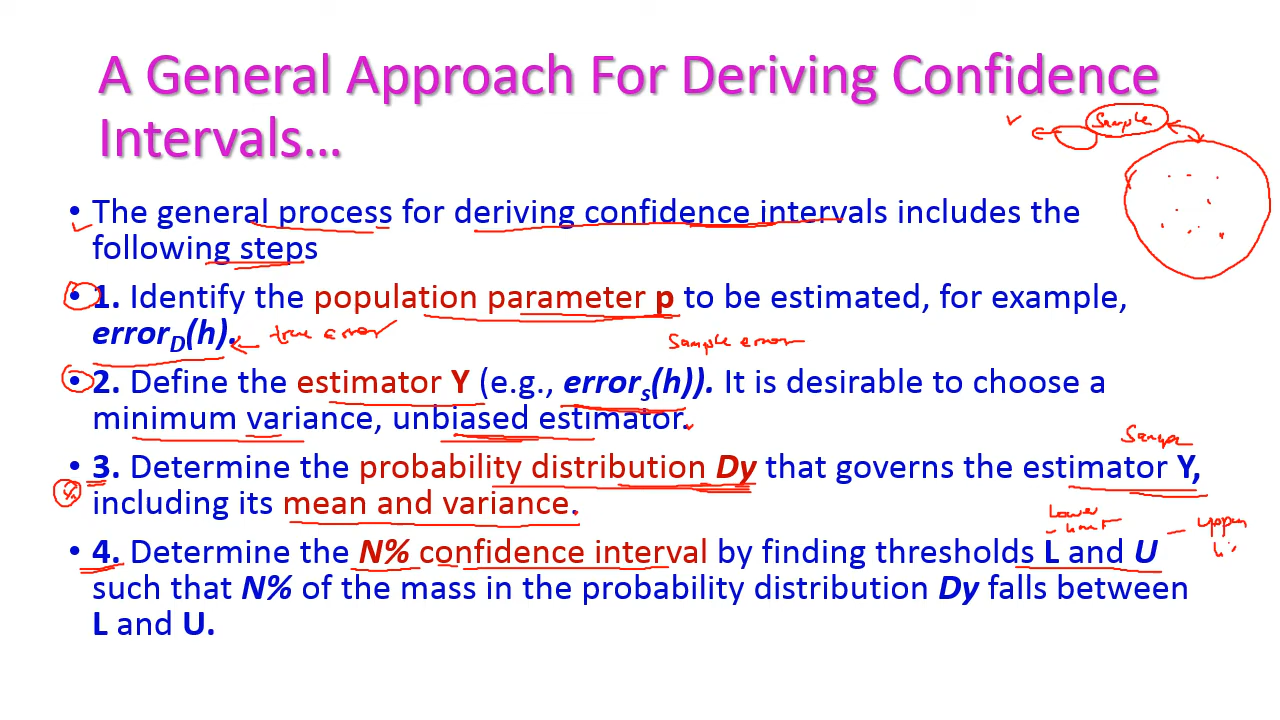 A General Approach For Deriving Confidence
Intervals…
Sample
• The general process for deriving confidence intervals includes the
following steps
• 1. Identify the population parameter p to be estimated, for example,
errorD(h).
true error
Sample error
• 2. Define the estimator Y (e.g., errors(h)). It is desirable to choose a
minimum variance, unbiased estimator.
• 3. Determine the probability distribution Dy that governs the estimator Y,
including its mean and variance.
Lower
upper
• 4. Determine the N% confidence interval by finding thresholds L and U
such that N% of the mass in the probability distribution Dy falls between
L and U.